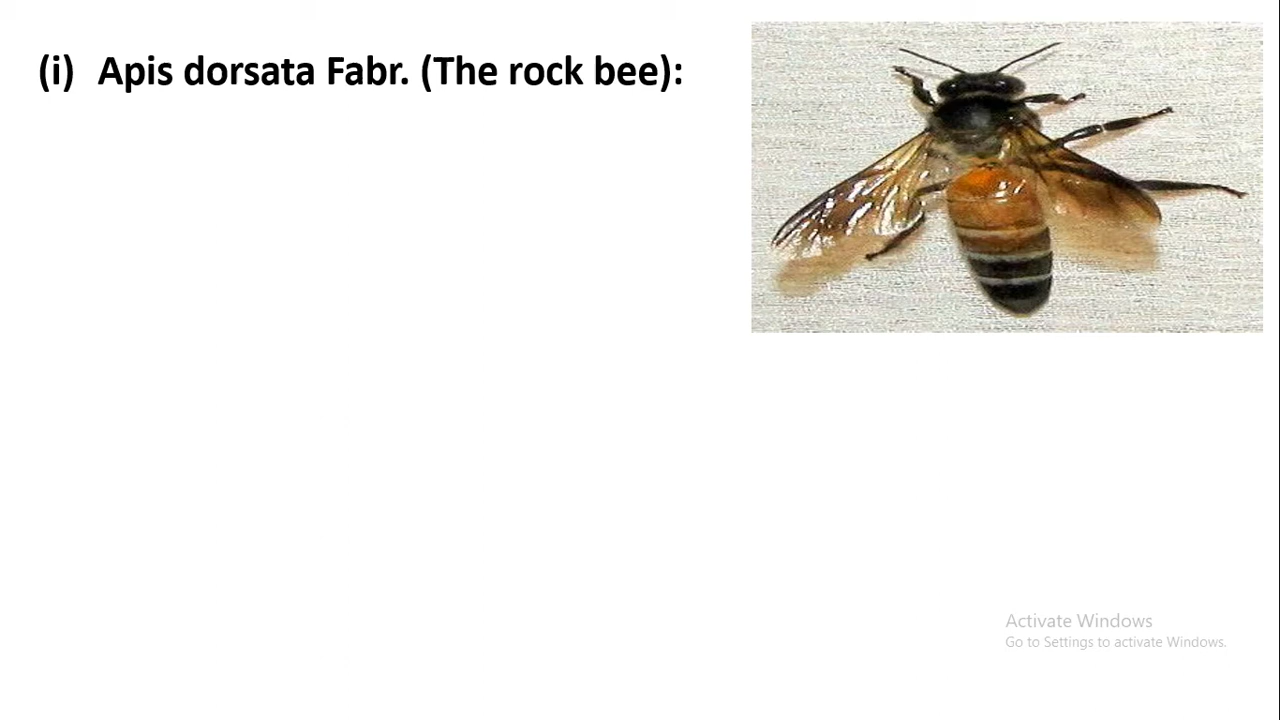 (i) Apis dorsata Fabr. (The rock bee):
Activate Windows
Go to Settings to activate Windows.